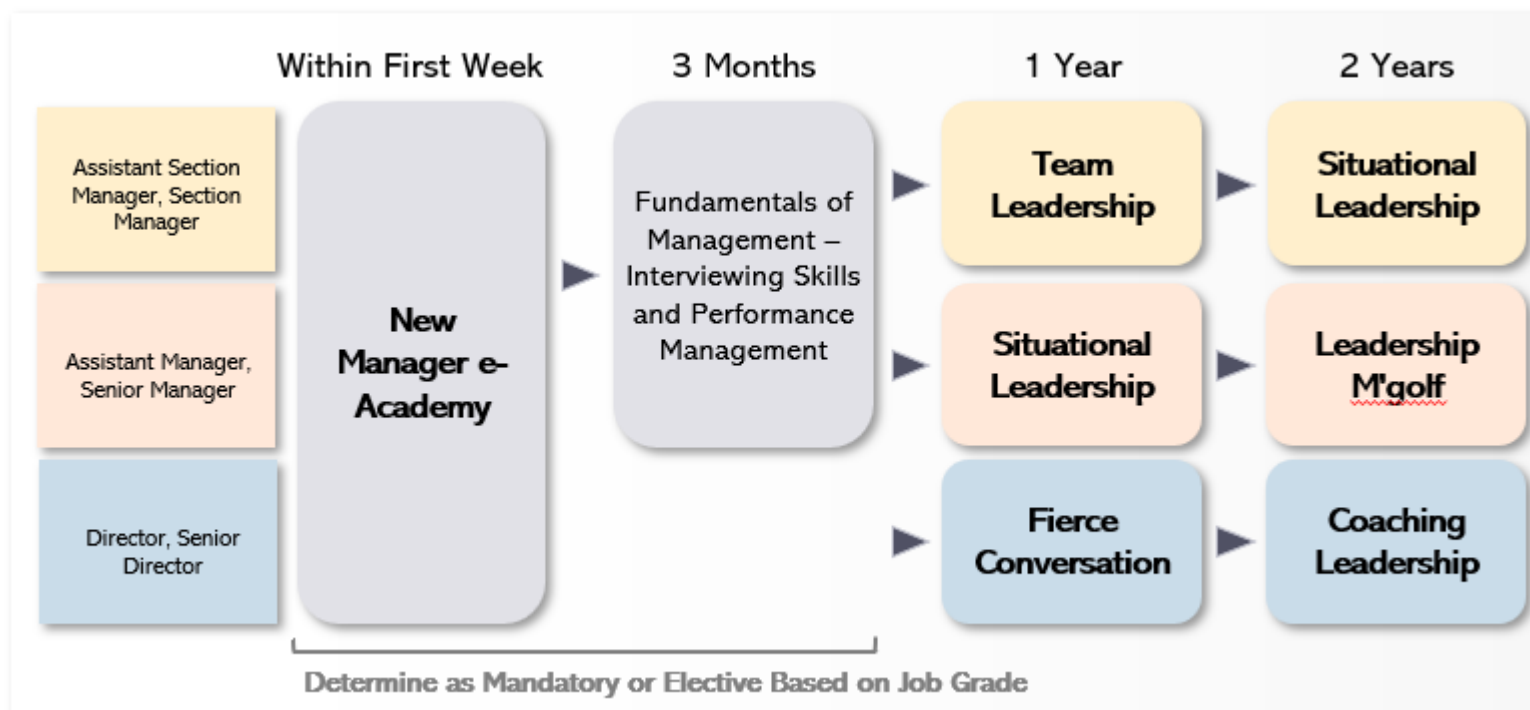 Within First Week
3 Months
1 Year
2 Years
Assistant Section
Manager, Section
Manager
Assistant Manager,
Senior Manager
Director, Senior
Director
New
Manager e-
Academy
Fundamentals of
Management –
Interviewing Skills
and Performance
Management
Team
Leadership
Situational
Leadership
Situational
Leadership
Leadership
M'golf
Fierce
Conversation
Coaching
Leadership
Determine as Mandatory or Elective Based on Job Grade